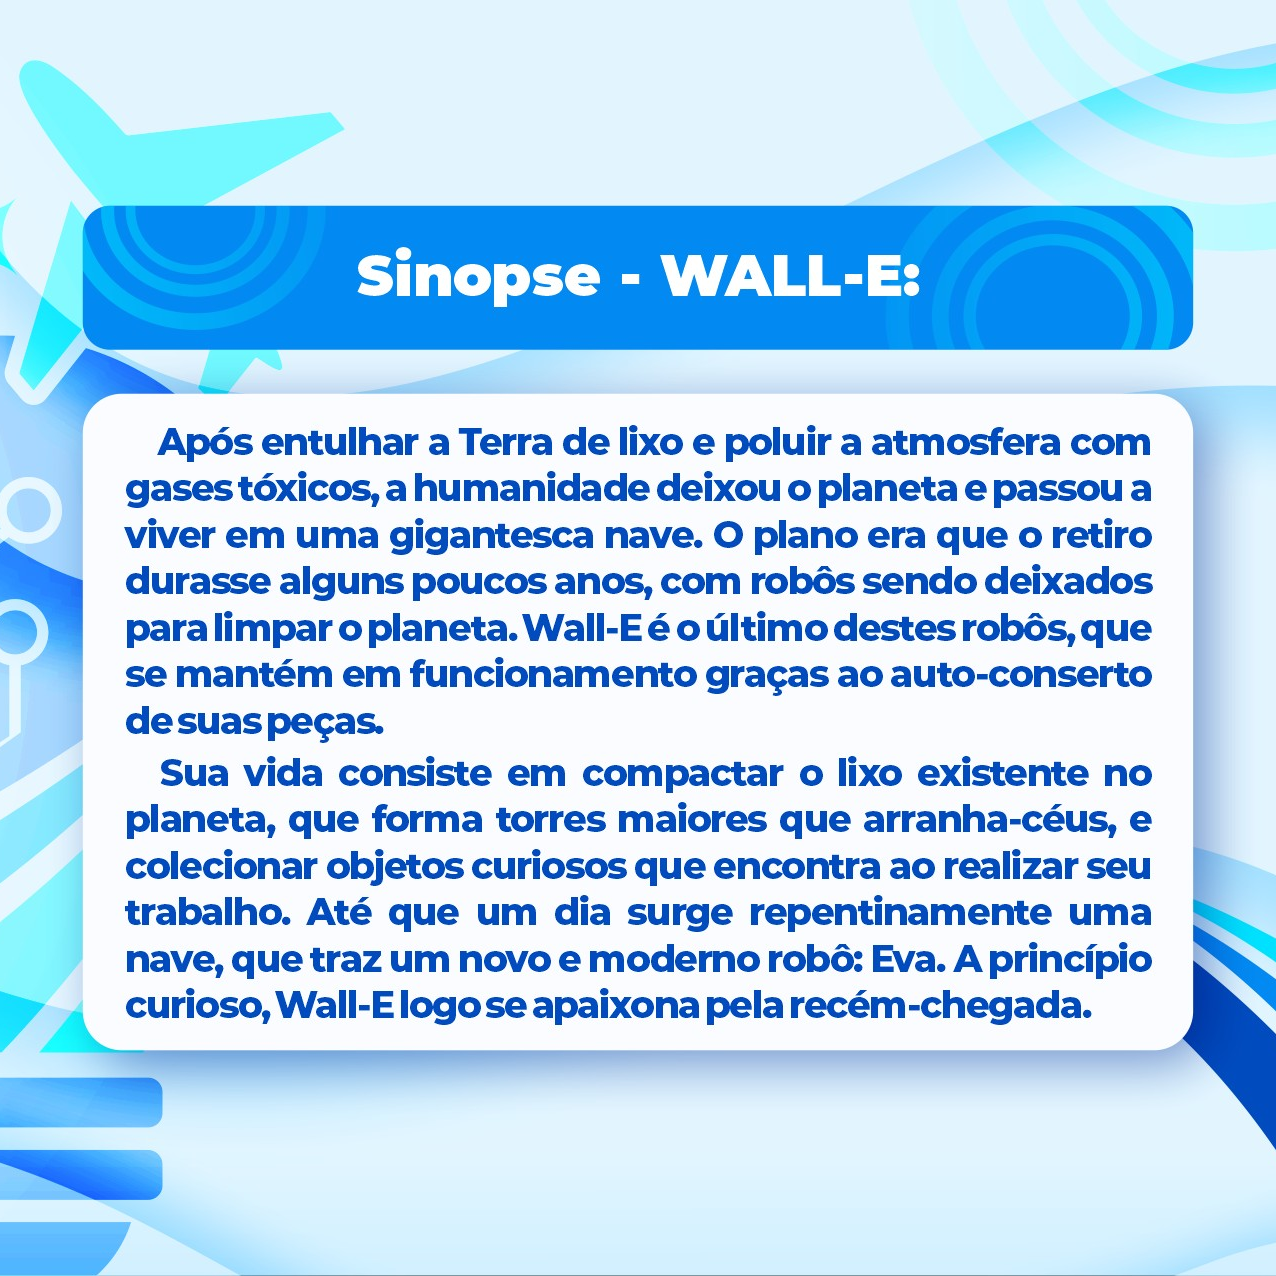 Sinopse - WALL-E:
Após entulhar a Terra de lixo e poluir a atmosfera com
gases tóxicos, a humanidade deixou o planeta e passou a
viver em uma gigantesca nave. O plano era que o retiro
durasse alguns poucos anos, com robôs sendo deixados
para limpar o planeta. Wall-E é o último destes robôs, que
se mantém em funcionamento graças ao auto-conserto
de suas peças.
Sua vida consiste em compactar o lixo existente no
planeta, que forma torres maiores que arranha-céus, e
colecionar objetos curiosos que encontra ao realizar seu
trabalho. Até que um dia surge repentinamente uma
nave, que traz um novo e moderno robô: Eva. A princípio
curioso, Wall-E logo se apaixona pela recém-chegada.